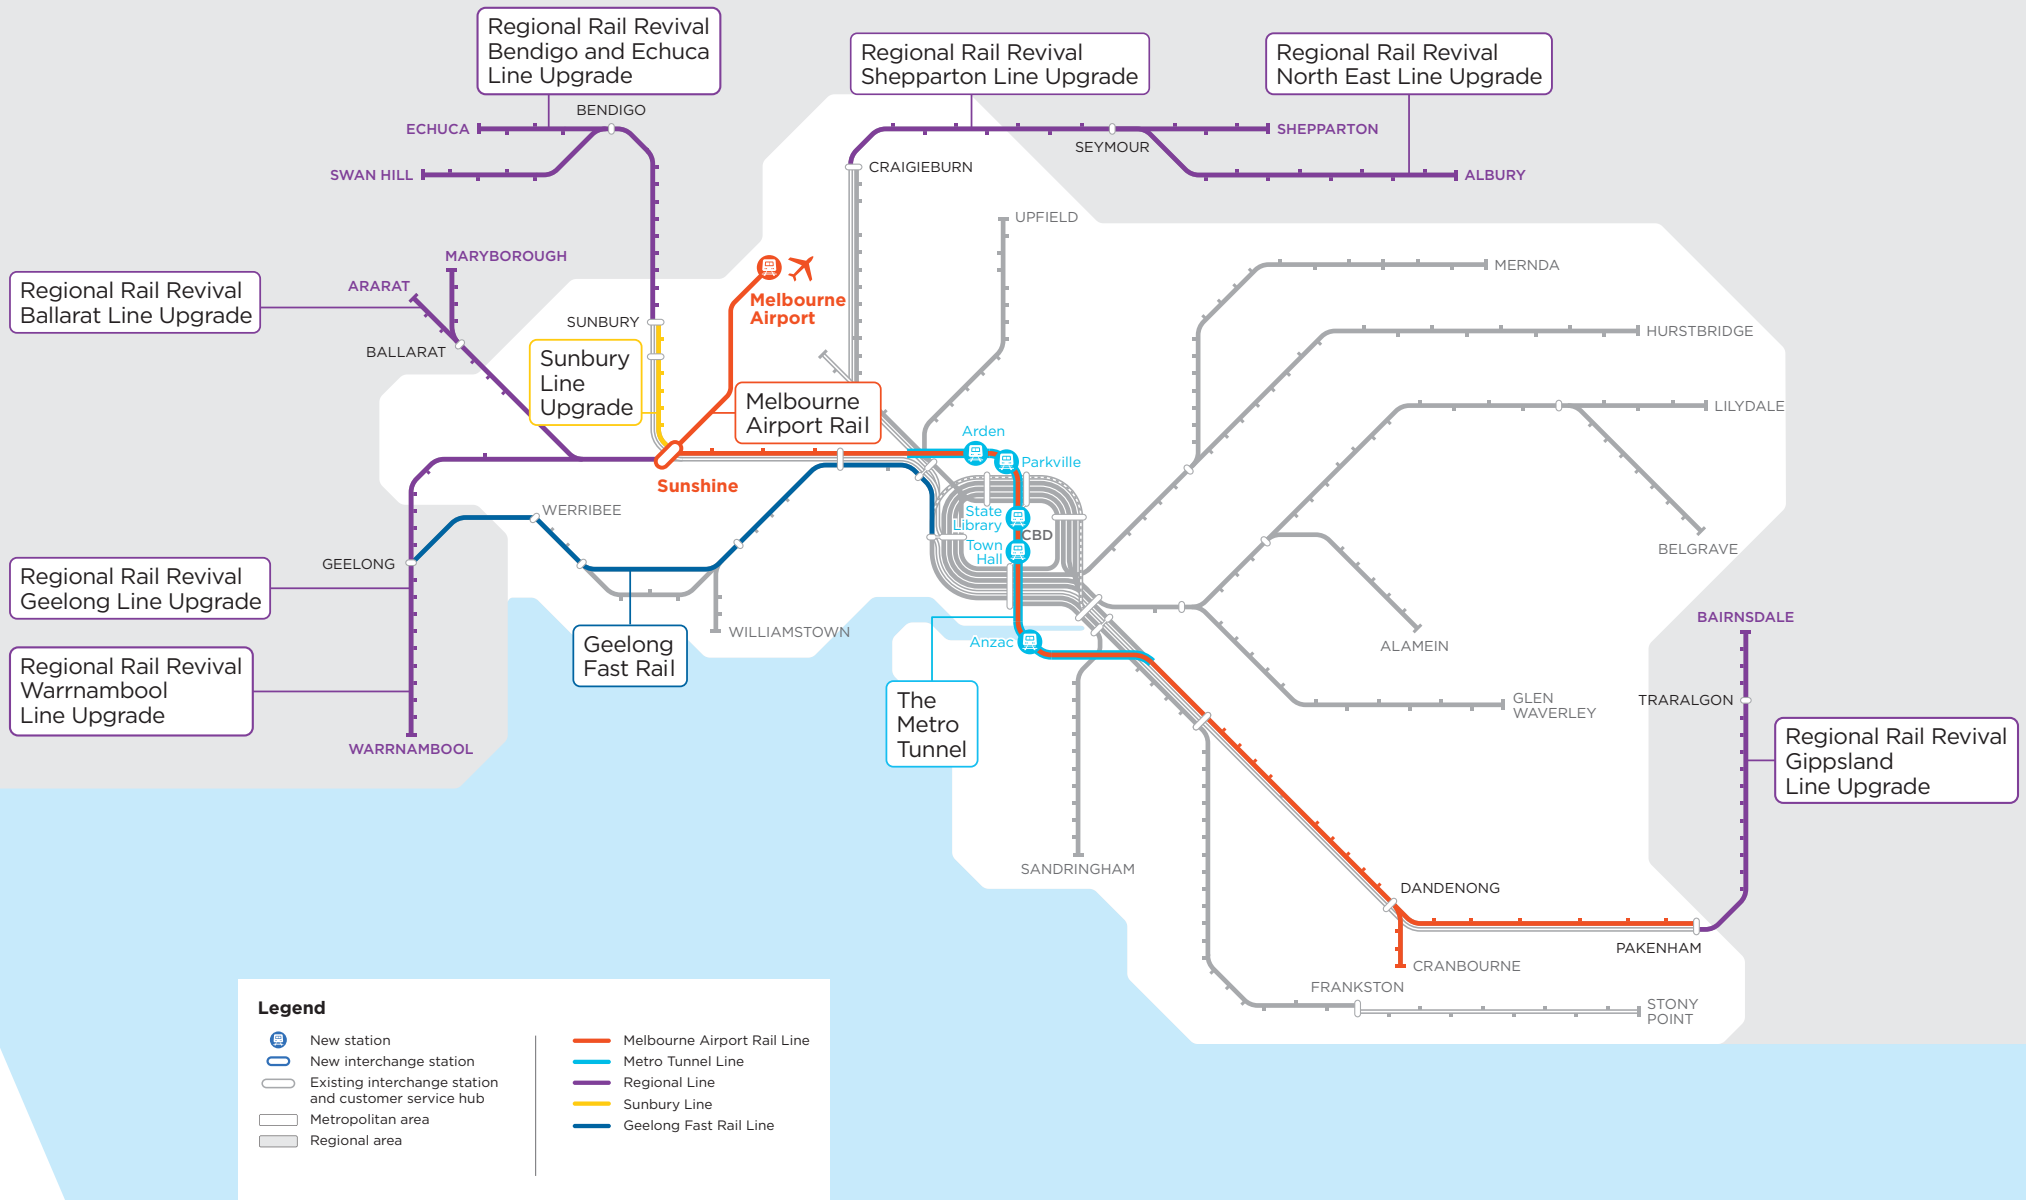 Regional Rail Revival
Bendigo and Echuca
Line Upgrade
Regional Rail Revival
Shepparton Line Upgrade
Regional Rail Revival
North East Line Upgrade
BENDIGO
ECHUCA
SWAN HILL
SEYMOUR
SHEPPARTON
ALBURY
CRAIGIEBURN
UPFIELD
MARYBOROUGH
ARARAT
Regional Rail Revival
Ballarat Line Upgrade
BALLARAT
SUNBURY
Sunbury
Line
Upgrade
Melbourne
Airport
Melbourne
Airport Rail
MERNDA
HURSTBRIDGE
LILYDALE
BELGRAVE
Sunshine
Arden
Parkville
State
Library
CBD
Town
Hall
Anzac
WERRIBEE
GEELONG
Regional Rail Revival
Geelong Line Upgrade
Regional Rail Revival
Warrnambool
Line Upgrade
WARRNAMBOOL
Geelong
Fast Rail
WILLIAMSTOWN
The
Metro
Tunnel
ALAMEIN
GLEN
WAVERLEY
BAIRNSDALE
TRARALGON
Regional Rail Revival
Gippsland
Line Upgrade
SANDRINGHAM
DANDENONG
PAKENHAM
CRANBOURNE
FRANKSTON
STONY
POINT
Legend
New station
New interchange station
Existing interchange station
and customer service hub
Metropolitan area
Regional area
Melbourne Airport Rail Line
Metro Tunnel Line
Regional Line
Sunbury Line
Geelong Fast Rail Line